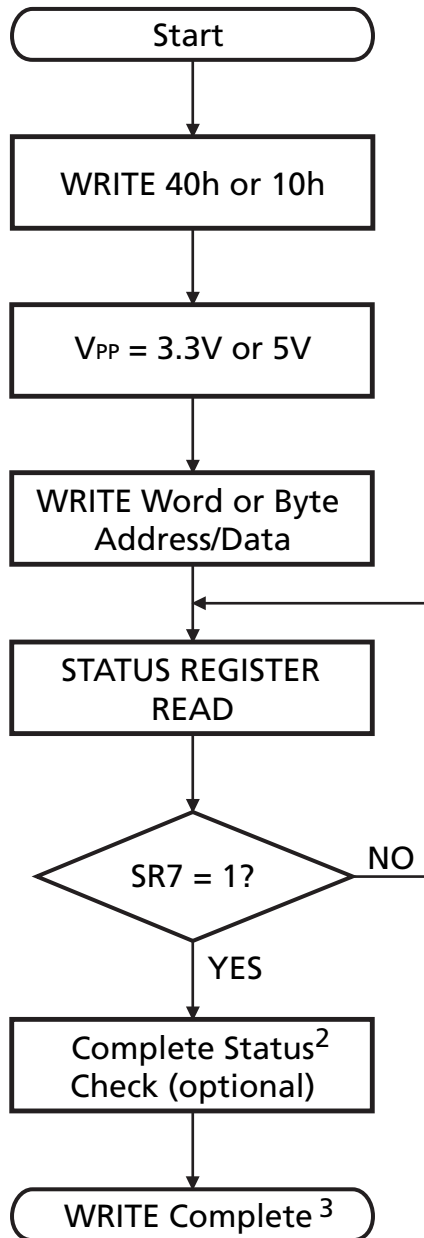 Start
WRITE 40h or 10h
VPP = 3.3V or 5V
WRITE Word or Byte
Address/Data
STATUS REGISTER
READ
SR7 = 1?
NO
YES
Complete Status2
Check (optional)
WRITE Complete 3